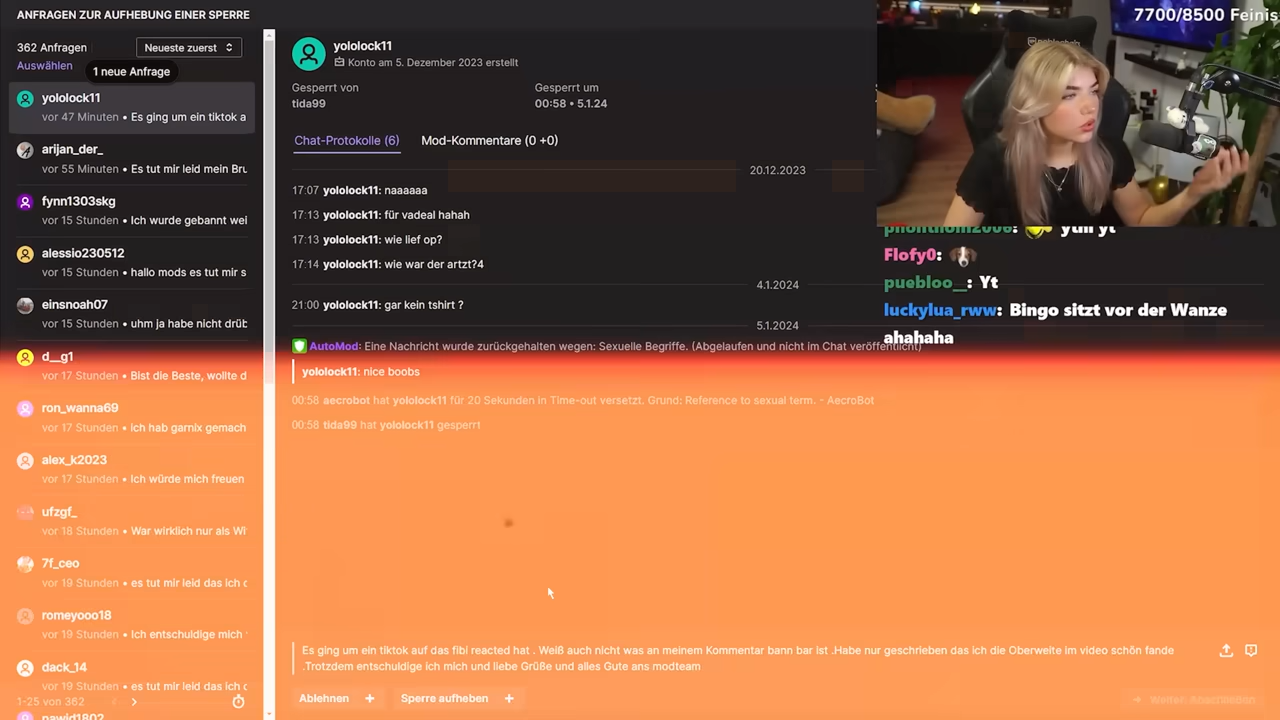 ANFRAGEN ZUR AUFHEBUNG EINER SPERRE
362 Anfragen
Neueste zuerst
Auswählen
1 neue Anfrage
yololock11
vor 47 Minuten • Es ging um ein tiktok a
arijan_der_
vor 55 Minuten • Es tut mir leid mein Bru
fynn1303skg
vor 15 Stunden • Ich wurde gebannt wei
alessio230512
vor 15 Stunden • hallo mods es tut mir s
einsnoah07
vor 15 Stunden • uhm ja habe nicht drüb
d__g1
vor 17 Stunden • Bist die Beste, wollte d
ron_wanna69
vor 17 Stunden • ich hab garnix gemach
alex_k2023
vor 17 Stunden • Ich würde mich freuen
ufzgf_
vor 18 Stunden • War wirklich nur als Wi
7f_ceo
vor 19 Stunden • es tut mir leid das ich
romeyooo18
vor 19 Stunden • Ich entschuldige mich
dack_14
vor 19 Stunden • es tut mir leid das ich
1-25 von 362
nawid1802
yololock11
Konto am 5. Dezember 2023 erstellt
Gesperrt von
tida99
Gesperrt um
00:58 • 5.1.24
Chat-Protokolle (6)
Mod-Kommentare (0 +0)
20.12.2023
17:07 yololock11: naaaaaa
17:13 yololock11: für vadeal hahah
17:13 yololock11: wie lief op?
17:14 yololock11: wie war der artzt?4
4.1.2024
21:00 yololock11: gar kein tshirt ?
5.1.2024
AutoMod: Eine Nachricht wurde zurückgehalten wegen: Sexuelle Begriffe. (Abgelaufen und nicht im Chat veröffentlicht)
yololock11: nice boobs
00:58 aecrobot hat yololock11 für 20 Sekunden in Time-out versetzt. Grund: Reference to sexual term. - AecroBot
00:58 tida99 hat yololock11 gesperrt
Es ging um ein tiktok auf das fibi reacted hat . Weiß auch nicht was an meinem Kommentar bann bar ist .Habe nur geschrieben das ich die Oberweite im video schön fande
.Trotzdem entschuldige ich mich und liebe Grüße und alles Gute ans modteam
Ablehnen +
Sperre aufheben +
Weiter: Abschließen
7700/8500 Feinis
yuli yt
Flofy0:
puebloo__: Yt
luckylua_rww: Bingo sitzt vor der Wanze
ahahaha